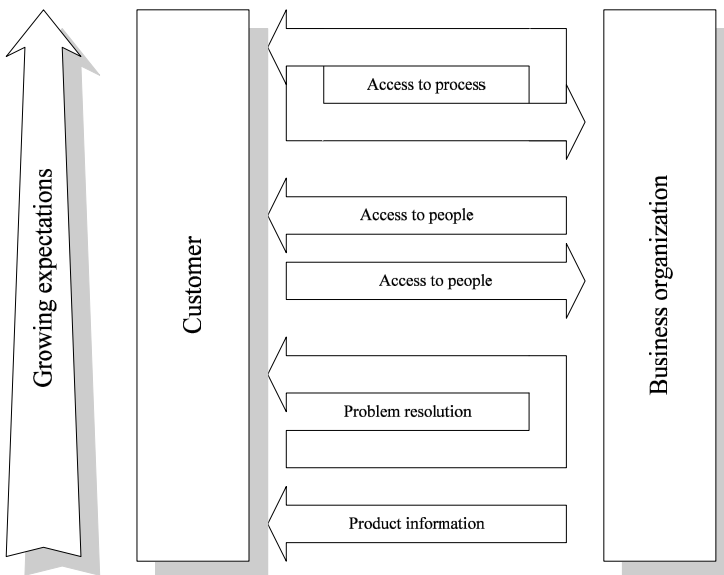 Growing expectations
Customer
Access to process
Access to people
Access to people
Problem resolution
Product information
Business organization